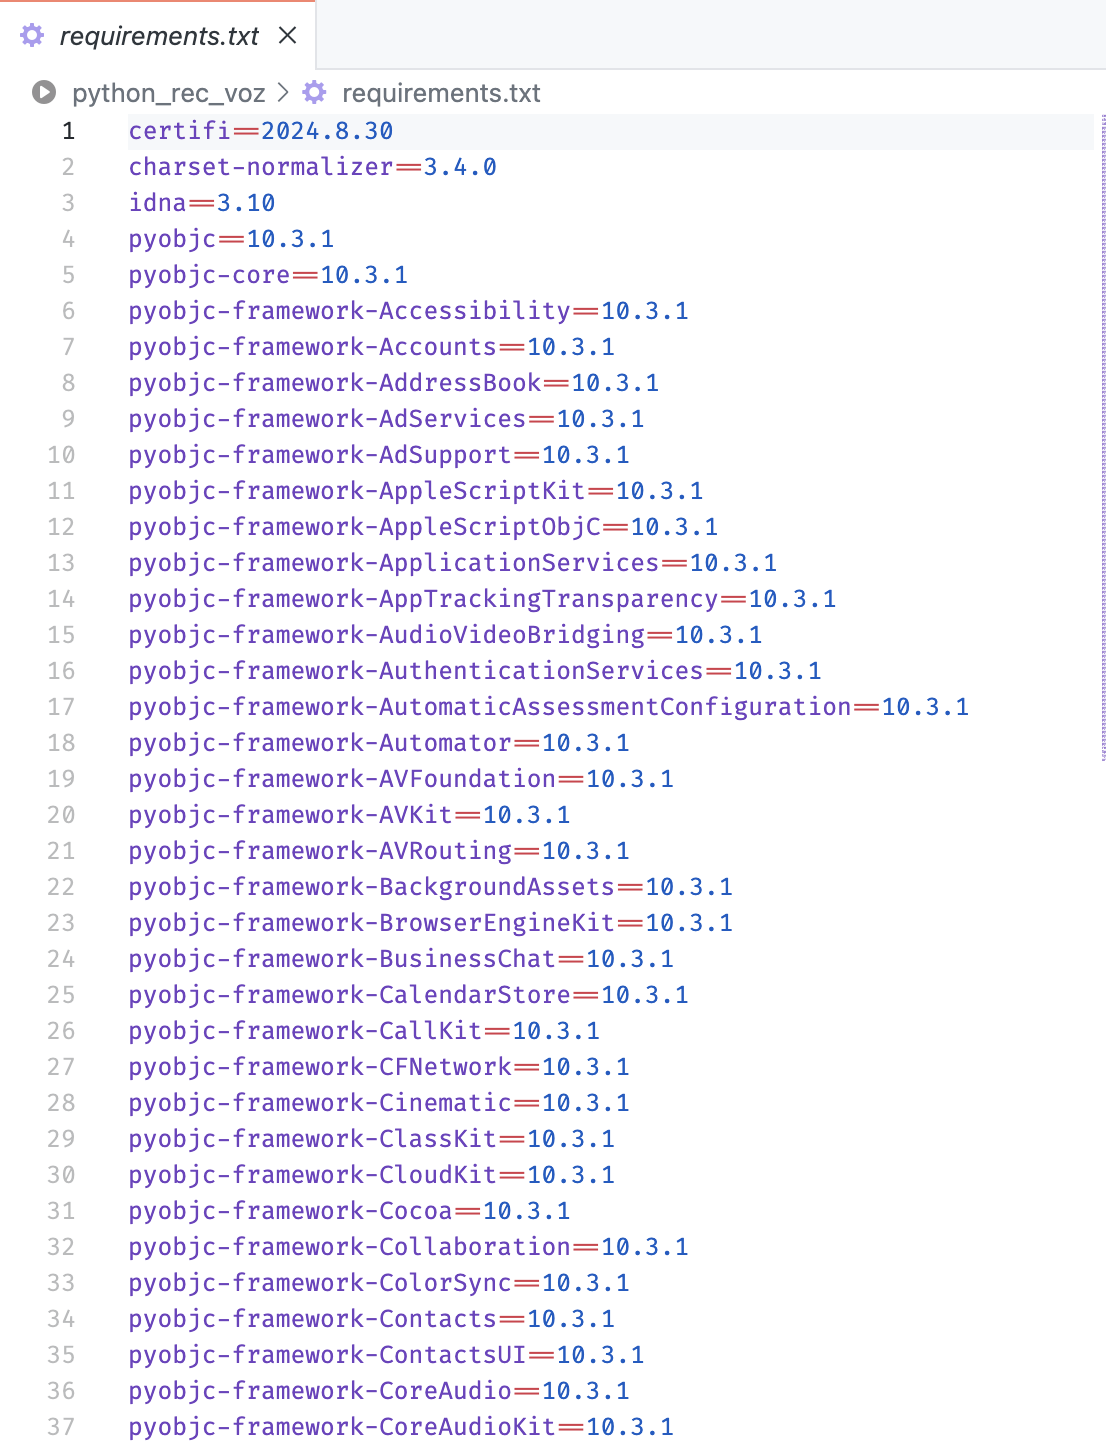 requirements.txt
python_rec_voz > requirements.txt
1 certifi==2024.8.30
2 charset-normalizer==3.4.0
3 idna==3.10
4 pyobjc==10.3.1
5 pyobjc-core==10.3.1
6 pyobjc-framework-Accessibility==10.3.1
7 pyobjc-framework-Accounts==10.3.1
8 pyobjc-framework-AddressBook==10.3.1
9 pyobjc-framework-AdServices==10.3.1
10 pyobjc-framework-AdSupport==10.3.1
11 pyobjc-framework-AppleScriptKit==10.3.1
12 pyobjc-framework-AppleScriptObjC==10.3.1
13 pyobjc-framework-ApplicationServices==10.3.1
14 pyobjc-framework-AppTrackingTransparency==10.3.1
15 pyobjc-framework-AudioVideoBridging==10.3.1
16 pyobjc-framework-AuthenticationServices==10.3.1
17 pyobjc-framework-AutomaticAssessmentConfiguration==10.3.1
18 pyobjc-framework-Automator==10.3.1
19 pyobjc-framework-AVFoundation==10.3.1
20 pyobjc-framework-AVKit==10.3.1
21 pyobjc-framework-AVRouting==10.3.1
22 pyobjc-framework-BackgroundAssets==10.3.1
23 pyobjc-framework-BrowserEngineKit==10.3.1
24 pyobjc-framework-BusinessChat==10.3.1
25 pyobjc-framework-CalendarStore==10.3.1
26 pyobjc-framework-CallKit==10.3.1
27 pyobjc-framework-CFNetwork==10.3.1
28 pyobjc-framework-Cinematic==10.3.1
29 pyobjc-framework-ClassKit==10.3.1
30 pyobjc-framework-CloudKit==10.3.1
31 pyobjc-framework-Cocoa==10.3.1
32 pyobjc-framework-Collaboration==10.3.1
33 pyobjc-framework-ColorSync==10.3.1
34 pyobjc-framework-Contacts==10.3.1
35 pyobjc-framework-ContactsUI==10.3.1
36 pyobjc-framework-CoreAudio==10.3.1
37 pyobjc-framework-CoreAudioKit==10.3.1